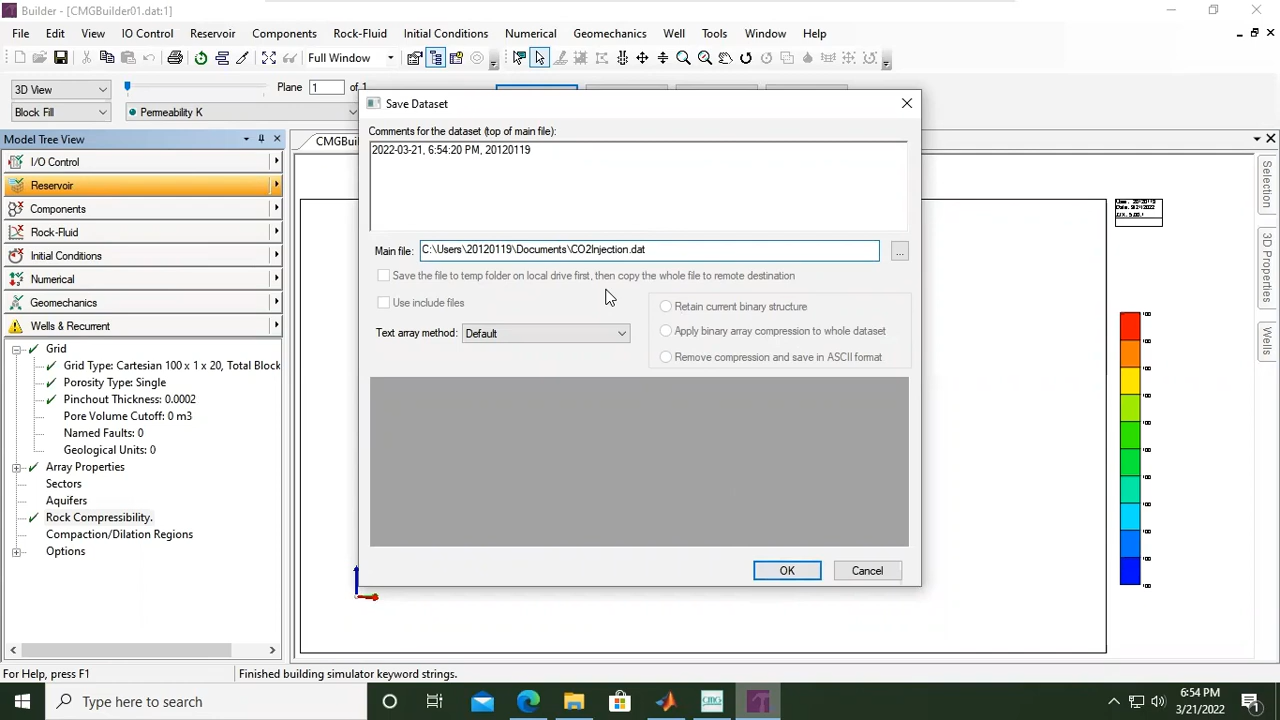 Builder - [CMGBuilder01.dat:1]
File Edit View IO Control Reservoir Components Rock-Fluid Initial Conditions Numerical Geomechanics Well Tools Window Help
Full Window
3D View Plane 1 of 1
Block Fill Permeability K
Model Tree View
I/O Control
Reservoir
Components
Rock-Fluid
Initial Conditions
Numerical
Geomechanics
Wells & Recurrent
Grid
Grid Type: Cartesian 100 x 1 x 20, Total Block
Porosity Type: Single
Pinchout Thickness: 0.0002
Pore Volume Cutoff: 0 m3
Named Faults: 0
Geological Units: 0
Array Properties
Sectors
Aquifers
Rock Compressibility.
Compaction/Dilation Regions
Options
CMGBu
Save Dataset
Comments for the dataset (top of main file):
2022-03-21, 6:54:20 PM, 20120119
Main file: C:\Users\20120119\Documents\CO2Injection.dat ...
Save the file to temp folder on local drive first, then copy the whole file to remote destination
Use include files
Text array method: Default
Retain current binary structure
Apply binary array compression to whole dataset
Remove compression and save in ASCII format
OK Cancel
Selection
3D Properties
Wells
For Help, press F1 Finished building simulator keyword strings.
Type here to search
cmg
6:54 PM
3/21/2022
1